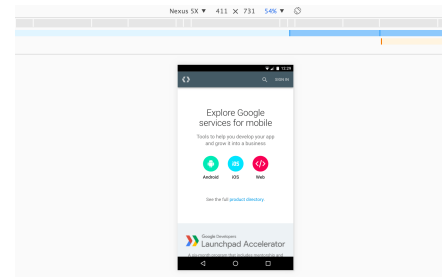 Nexus 5X ▼ 411 × 731 54% ▼
12:29
SIGN IN
Explore Google
services for mobile
Tools to help you develop your app
and grow it into a business
Android iOS Web
See the full product directory.
Google Developers
Launchpad Accelerator